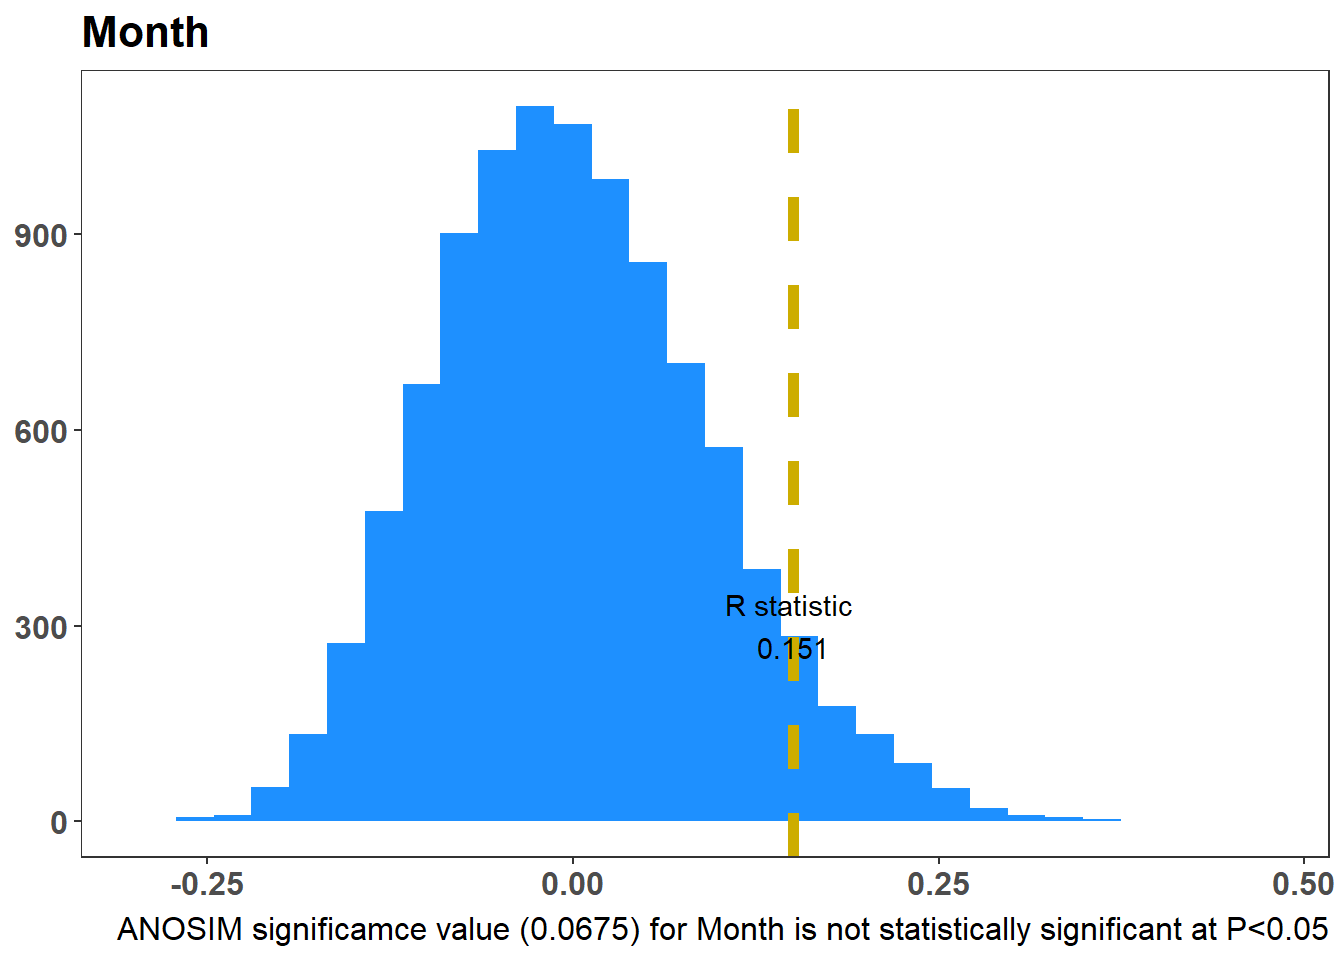 Month
900
600
300
0
R statistic
0.151
-0.25 0.00 0.25 0.50
ANOSIM significamce value (0.0675) for Month is not statistically significant at P<0.05